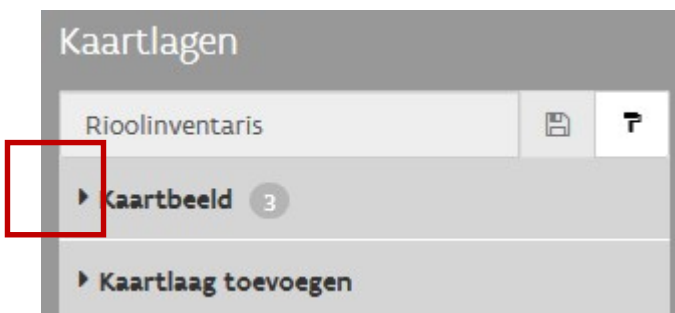 Kaartlagen
Rioolinventaris
Kaartbeeld 3
Kaartlaag toevoegen